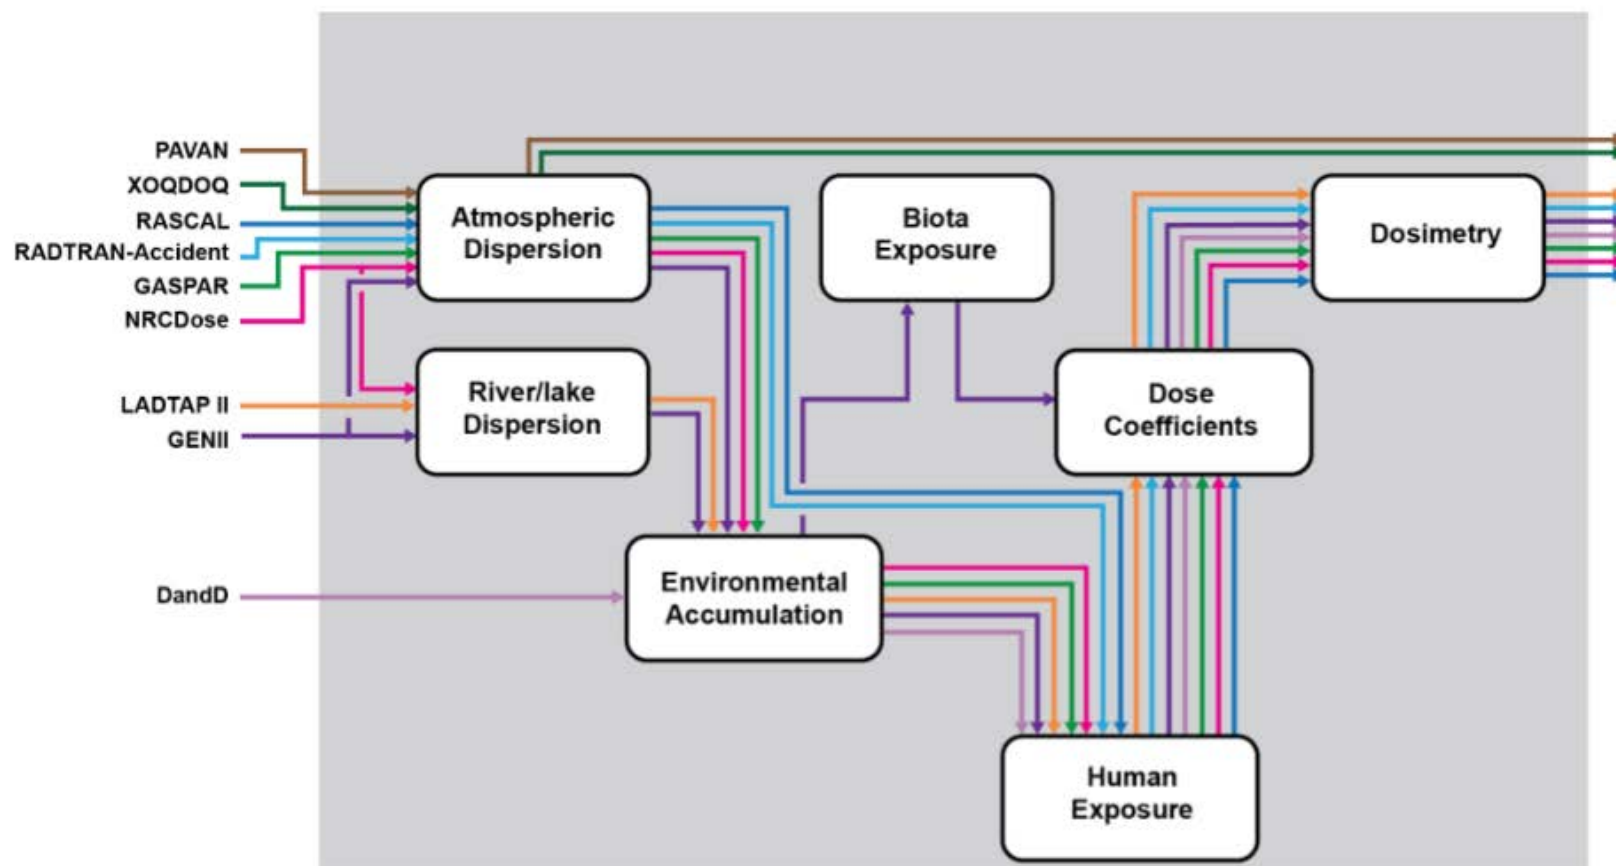 PAVAN
XOQDOQ
RASCAL
RADTRAN-Accident
GASPAR
NRCDose
LADTAP II
GENII
DandD
Atmospheric
Dispersion
Biota
Exposure
Dosimetry
River/lake
Dispersion
Dose
Coefficients
Environmental
Accumulation
Human
Exposure